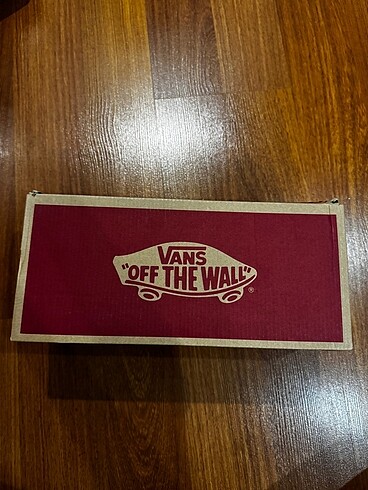 VANS
"OFF THE WALL"
®